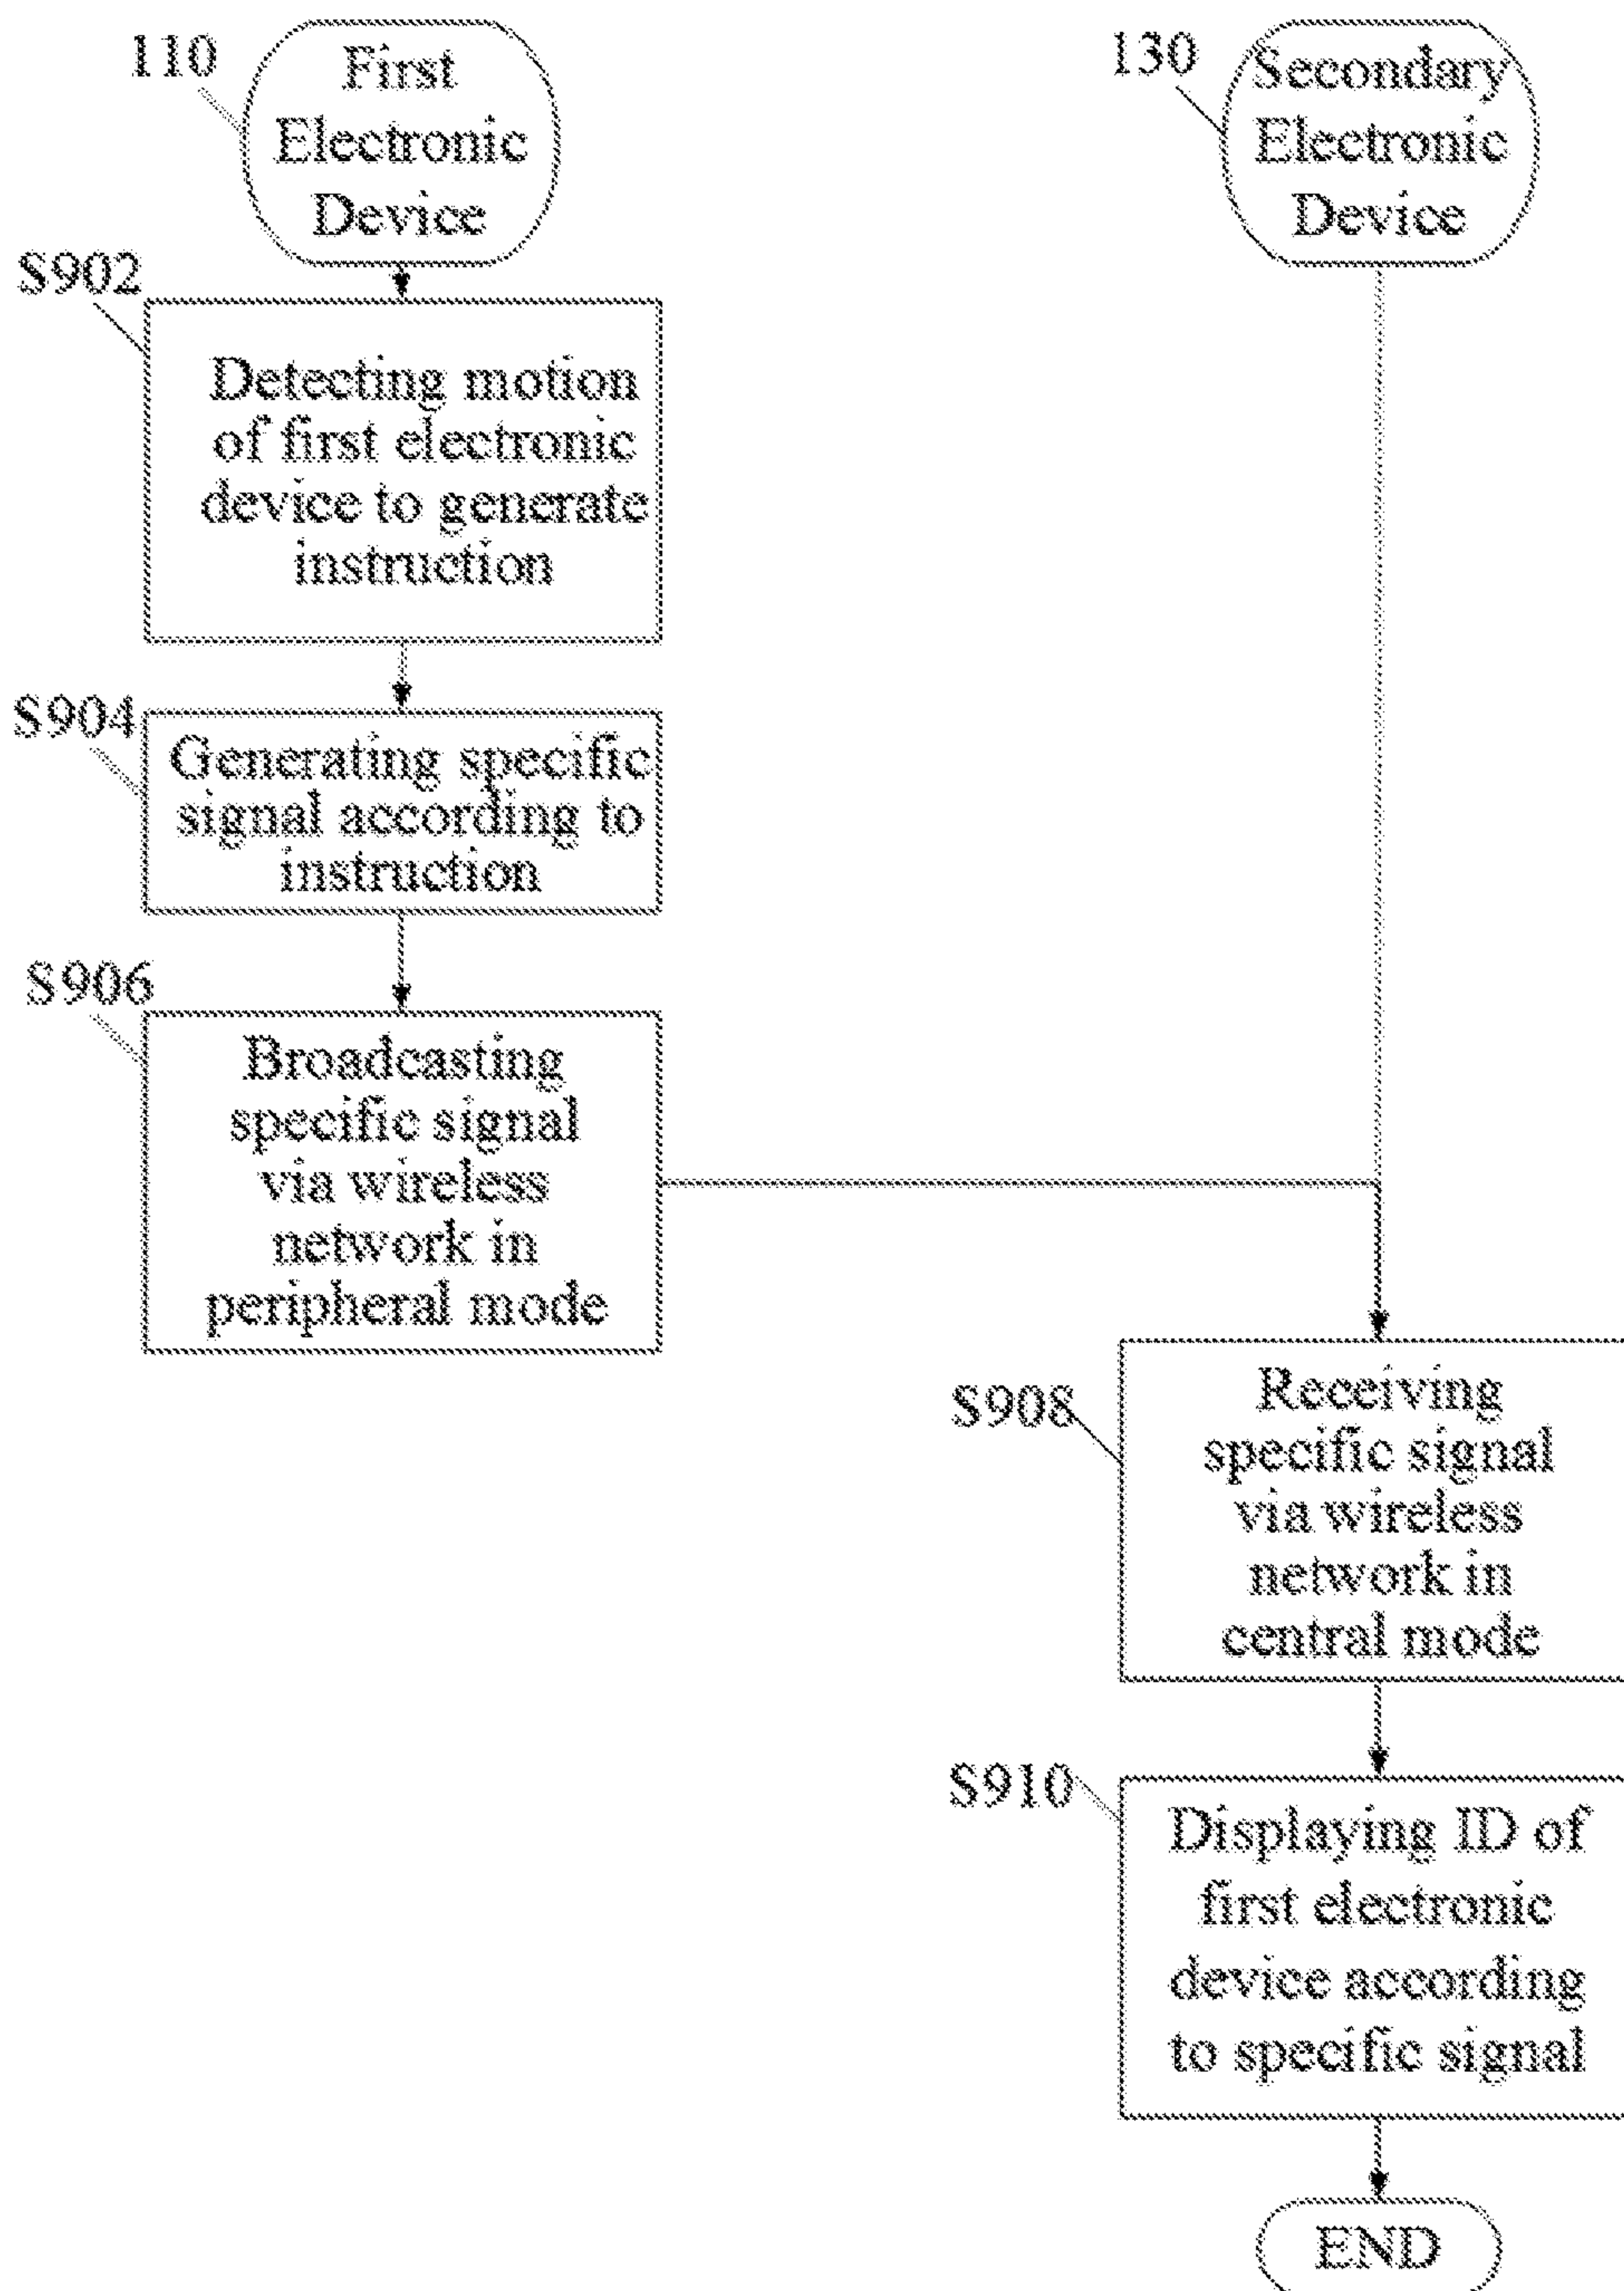 110
First
Electronic
Device
130
Secondary
Electronic
Device
S902
Detecting motion
of first electronic
device to generate
instruction
S904
Generating specific
signal according to
instruction
S906
Broadcasting
specific signal
via wireless
network in
peripheral mode
S908
Receiving
specific signal
via wireless
network in
central mode
S910
Displaying ID of
first electronic
device according
to specific signal
END